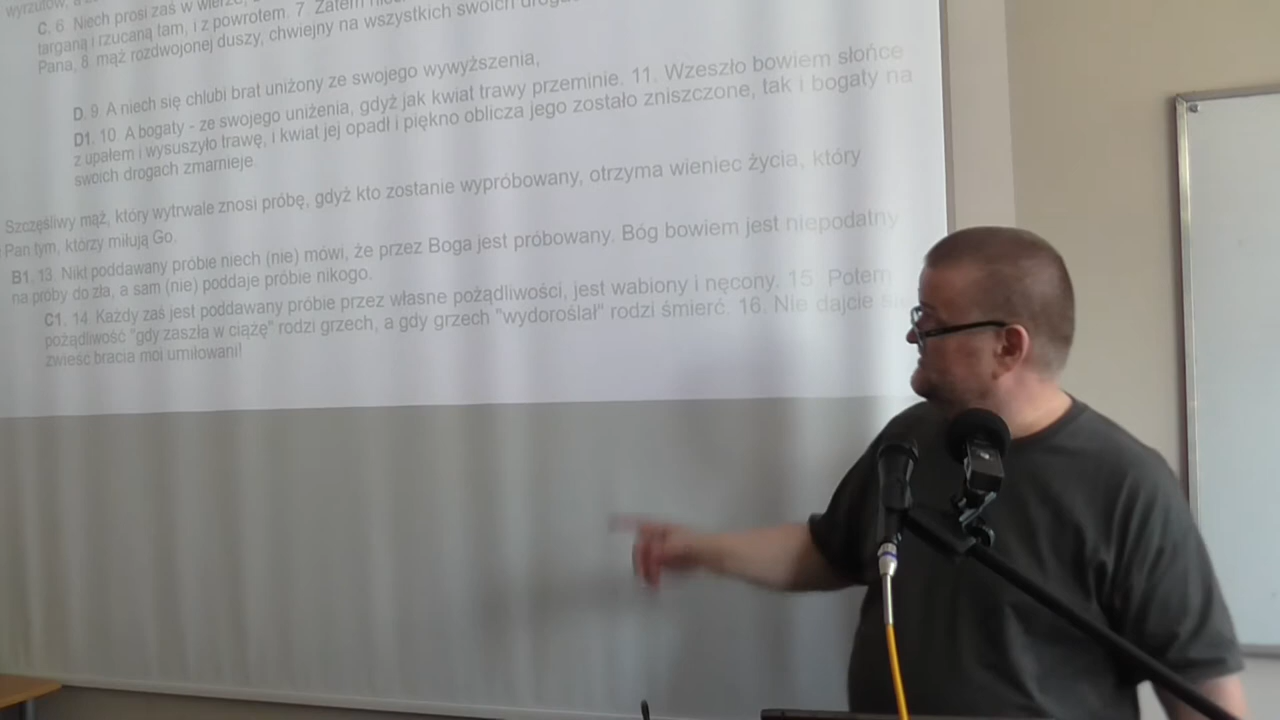 wyrzutów, a
C. 6 Niech prosi zaś w wierze,
targaną i rzucaną tam, i z powrotem. 7 Zatem niech
Pana, 8 mąż rozdwojonej duszy, chwiejny na wszystkich swoich drogach
D. 9 A niech się chlubi brat uniżony ze swojego wywyższenia,
D1. 10. A bogaty - ze swojego uniżenia, gdyż jak kwiat trawy przeminie. 11. Wzeszło bowiem słońce
z upałem i wysuszyło trawę, i kwiat jej opadł i piękno oblicza jego zostało zniszczone, tak i bogaty na
swoich drogach zmarnieje.
Szczęśliwy mąż, który wytrwale znosi próbę, gdyż kto zostanie wypróbowany, otrzyma wieniec życia, który
Pan tym, którzy miłują Go.
B1. 13. Nikt poddawany próbie niech (nie) mówi, że przez Boga jest próbowany. Bóg bowiem jest niepodatny
na próby do zła, a sam (nie) poddaje próbie nikogo.
C1. 14. Każdy zaś jest poddawany próbie przez własne pożądliwości, jest wabiony i nęcony. 15. Potem
pożądliwość "gdy zaszła w ciążę" rodzi grzech, a gdy grzech "wydoroślał" rodzi śmierć. 16. Nie dajcie się
zwieść bracia moi umiłowani!